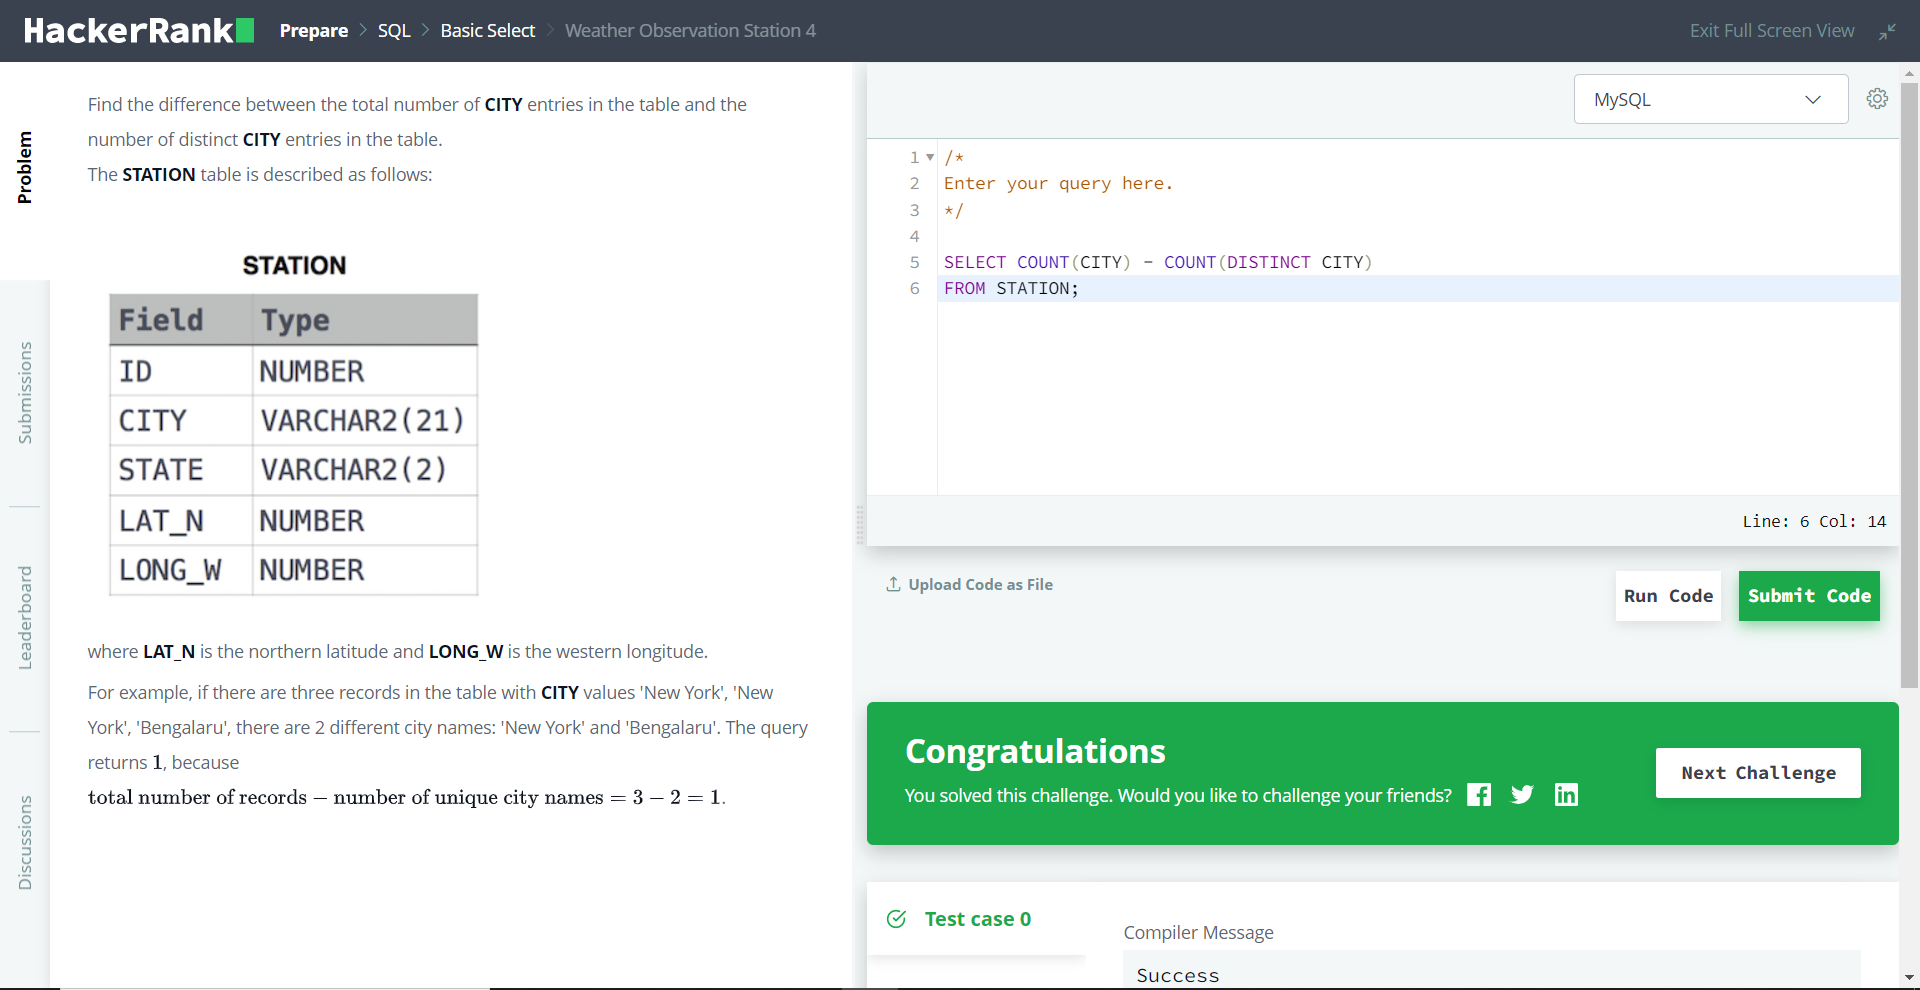 HackerRank
Prepare > SQL > Basic Select > Weather Observation Station 4
Exit Full Screen View
Problem
Submissions
Leaderboard
Discussions
Find the difference between the total number of CITY entries in the table and the
number of distinct CITY entries in the table.
The STATION table is described as follows:
STATION
Field Type
ID NUMBER
CITY VARCHAR2(21)
STATE VARCHAR2(2)
LAT_N NUMBER
LONG_W NUMBER
where LAT_N is the northern latitude and LONG_W is the western longitude.
For example, if there are three records in the table with CITY values 'New York', 'New
York', 'Bengalaru', there are 2 different city names: 'New York' and 'Bengalaru'. The query
returns 1, because
total number of records − number of unique city names = 3 − 2 = 1.
MySQL
1 /*
2 Enter your query here.
3 */
4
5 SELECT COUNT(CITY) - COUNT(DISTINCT CITY)
6 FROM STATION;
Line: 6 Col: 14
Upload Code as File
Run Code
Submit Code
Congratulations
You solved this challenge. Would you like to challenge your friends?
Next Challenge
Test case 0
Compiler Message
Success